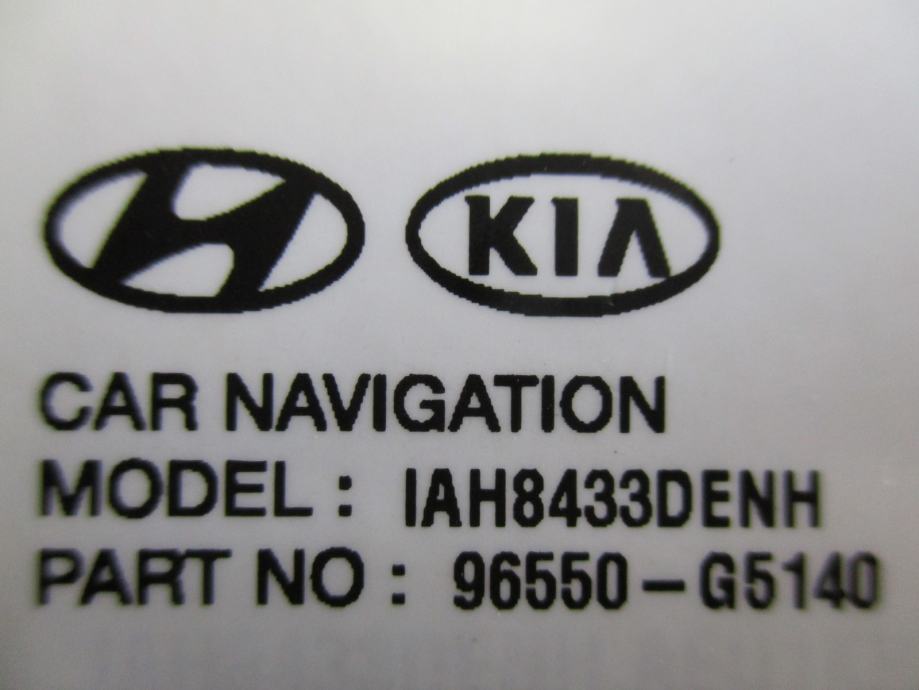 KIA
CAR NAVIGATION
MODEL : IAH8433DENH
PART NO : 96550-G5140